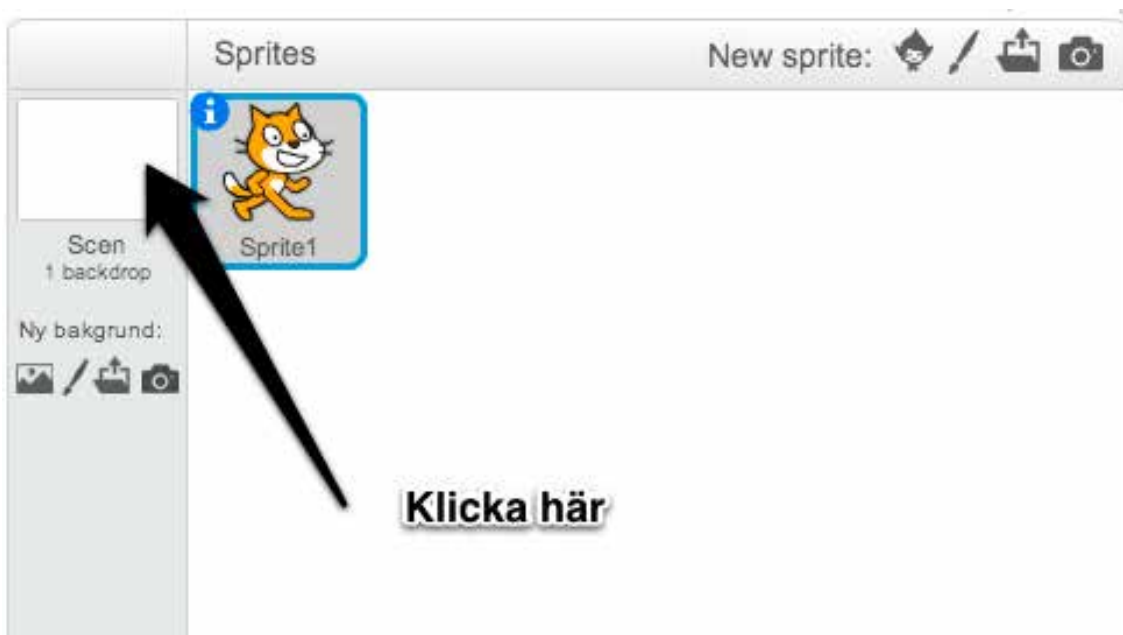 Sprites
New sprite:
Sprite1
Scen
1 backdrop
Ny bakgrund:
Klicka här